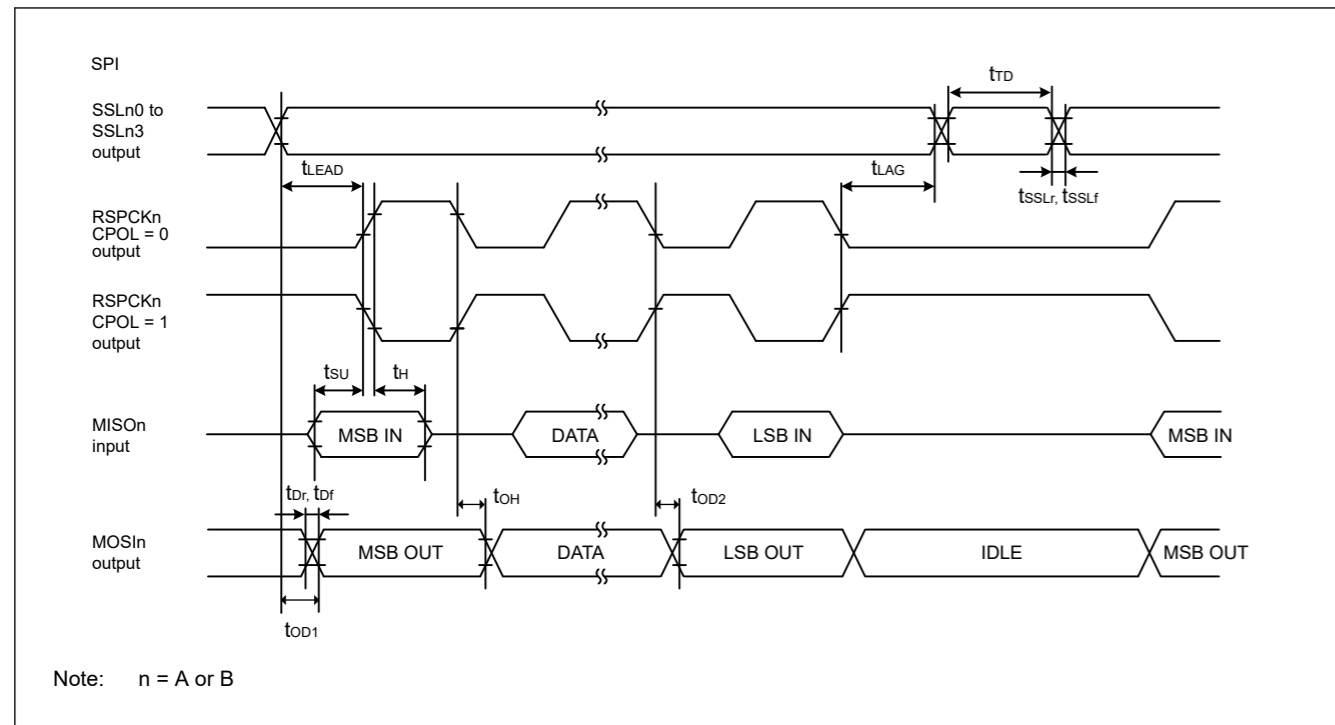 SPI
tTD
SSLn0 to
SSLn3
output
tLEAD
tLAG
tSSLr, tSSLf
RSPCKn
CPOL = 0
output
RSPCKn
CPOL = 1
output
tSU
tH
MISOn
input
MSB IN
DATA
LSB IN
MSB IN
tDr, tDf
tOH
tOD2
MOSIn
output
MSB OUT
DATA
LSB OUT
IDLE
MSB OUT
tOD1
Note: n = A or B